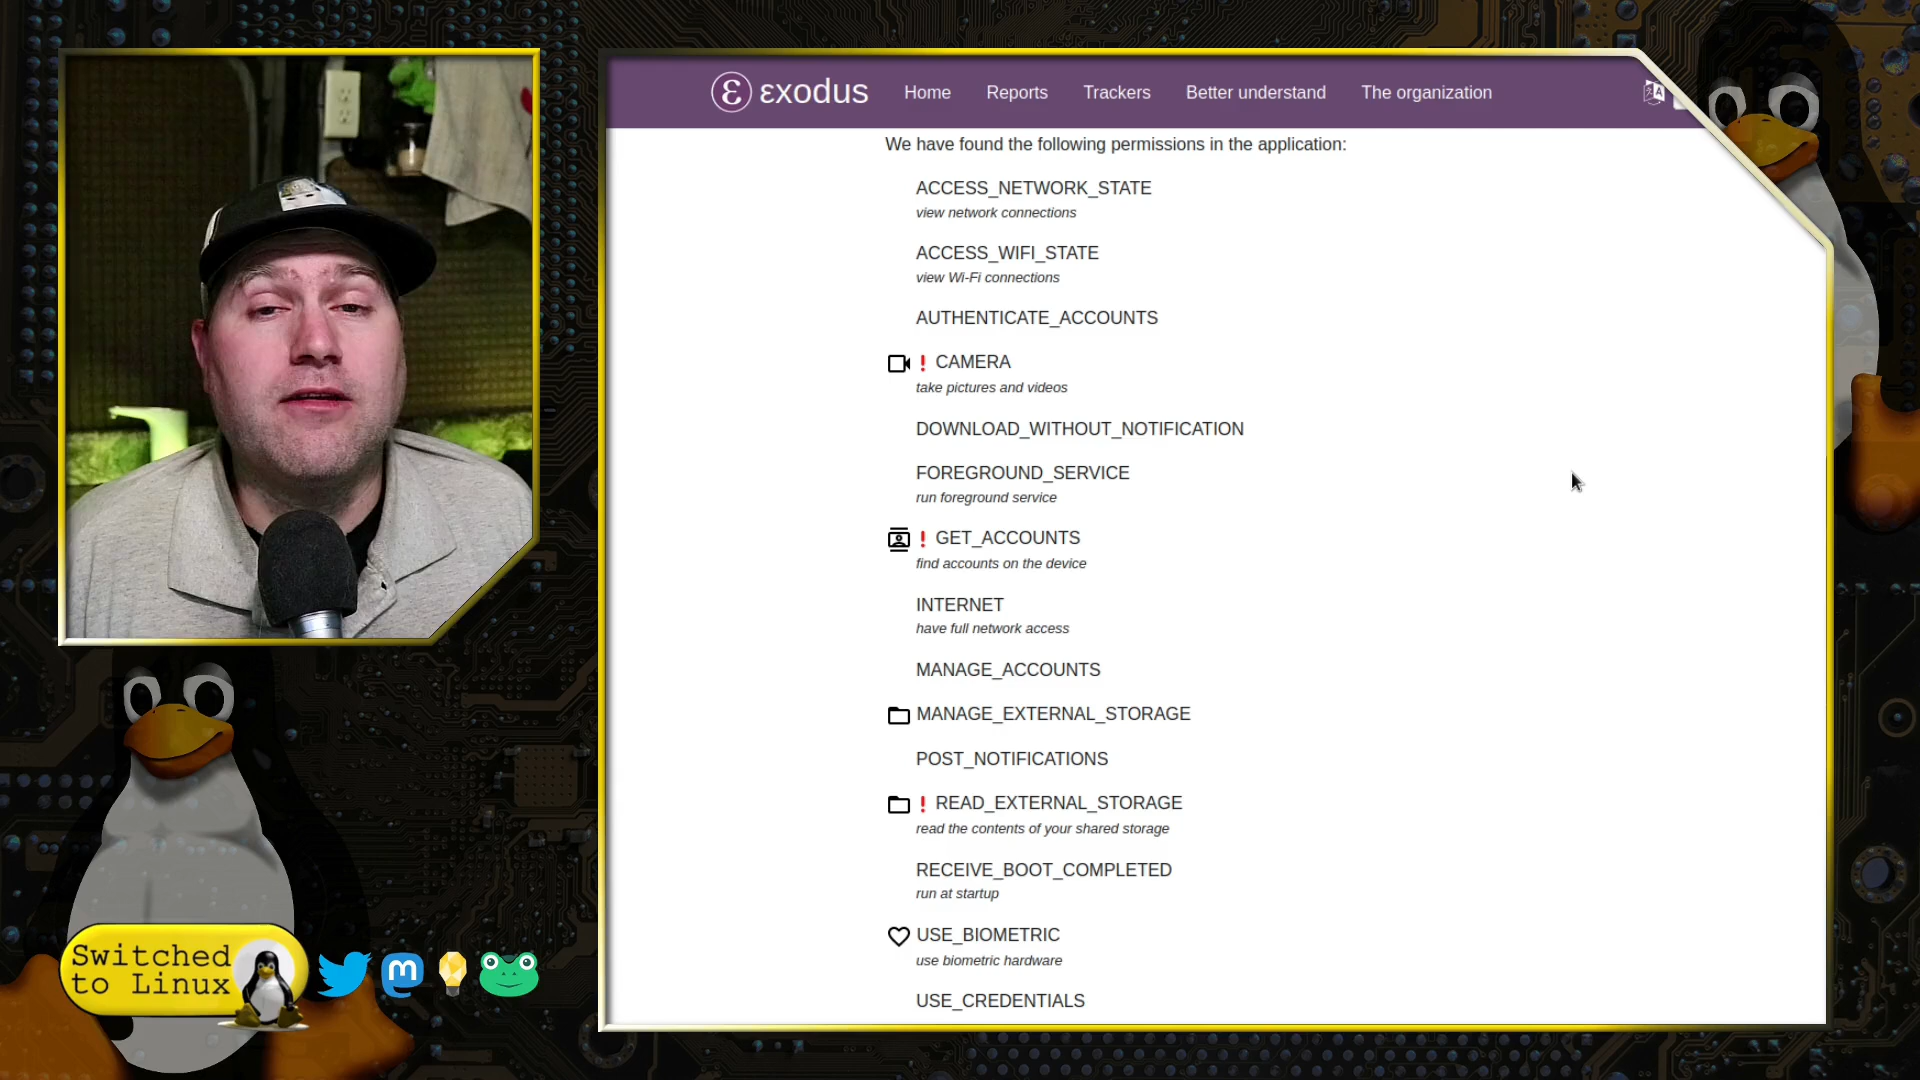 εxodus
Home
Reports
Trackers
Better understand
The organization
We have found the following permissions in the application:
ACCESS_NETWORK_STATE
view network connections
ACCESS_WIFI_STATE
view Wi-Fi connections
AUTHENTICATE_ACCOUNTS
! CAMERA
take pictures and videos
DOWNLOAD_WITHOUT_NOTIFICATION
FOREGROUND_SERVICE
run foreground service
! GET_ACCOUNTS
find accounts on the device
INTERNET
have full network access
MANAGE_ACCOUNTS
MANAGE_EXTERNAL_STORAGE
POST_NOTIFICATIONS
! READ_EXTERNAL_STORAGE
read the contents of your shared storage
RECEIVE_BOOT_COMPLETED
run at startup
USE_BIOMETRIC
use biometric hardware
USE_CREDENTIALS
Switched
to Linux